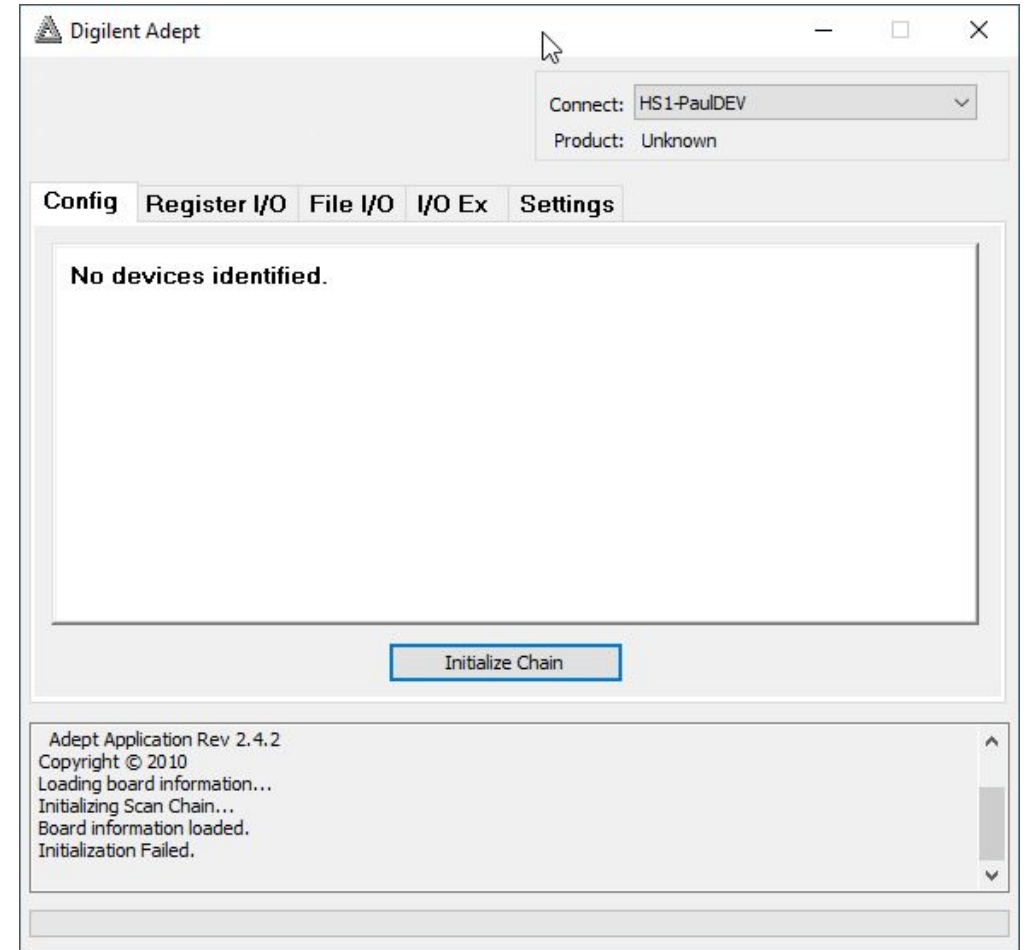 Digilent Adept
Connect: HS1-PaulDEV
Product: Unknown
Config Register I/O File I/O I/O Ex Settings
No devices identified.
Initialize Chain
Adept Application Rev 2.4.2
Copyright © 2010
Loading board information...
Initializing Scan Chain...
Board information loaded.
Initialization Failed.